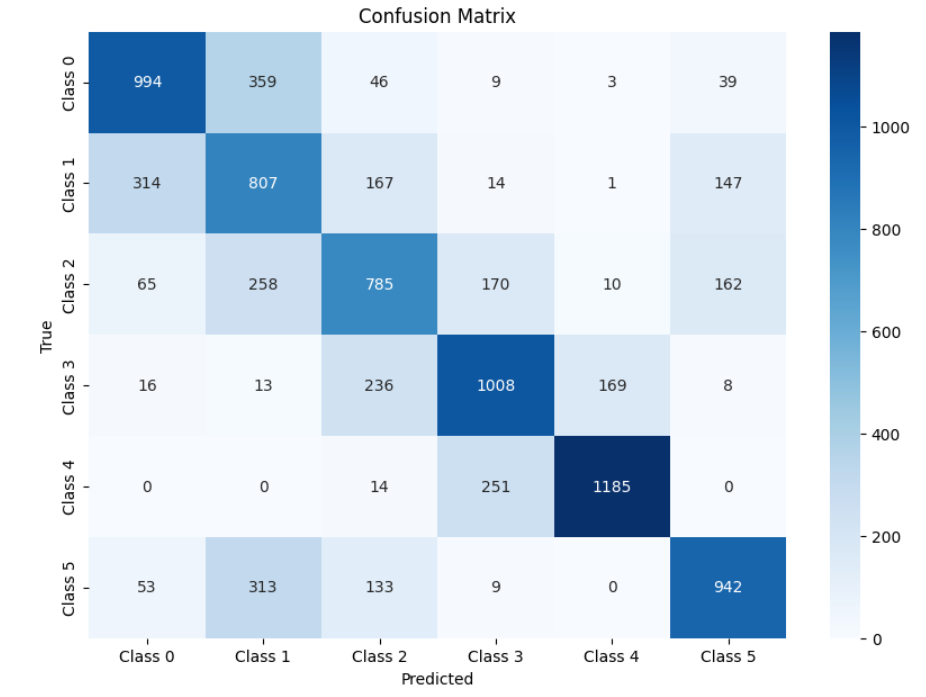 Confusion Matrix
Class 0 994 359 46 9 3 39
Class 1 314 807 167 14 1 147
Class 2 65 258 785 170 10 162
Class 3 16 13 236 1008 169 8
Class 4 0 0 14 251 1185 0
Class 5 53 313 133 9 0 942
Class 0 Class 1 Class 2 Class 3 Class 4 Class 5
Predicted
True
1000
800
600
400
200
0